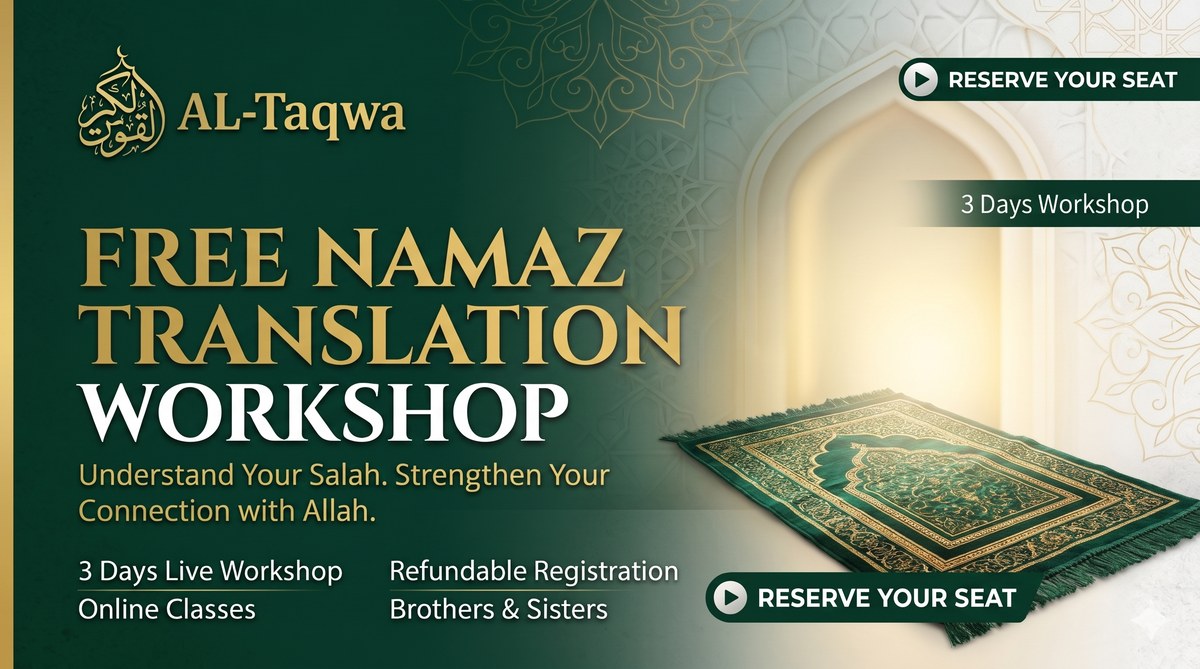 AL-Taqwa
RESERVE YOUR SEAT
3 Days Workshop
FREE NAMAZ
TRANSLATION
WORKSHOP
Understand Your Salah. Strengthen Your
Connection with Allah.
3 Days Live Workshop
Refundable Registration
Online Classes
Brothers & Sisters
RESERVE YOUR SEAT